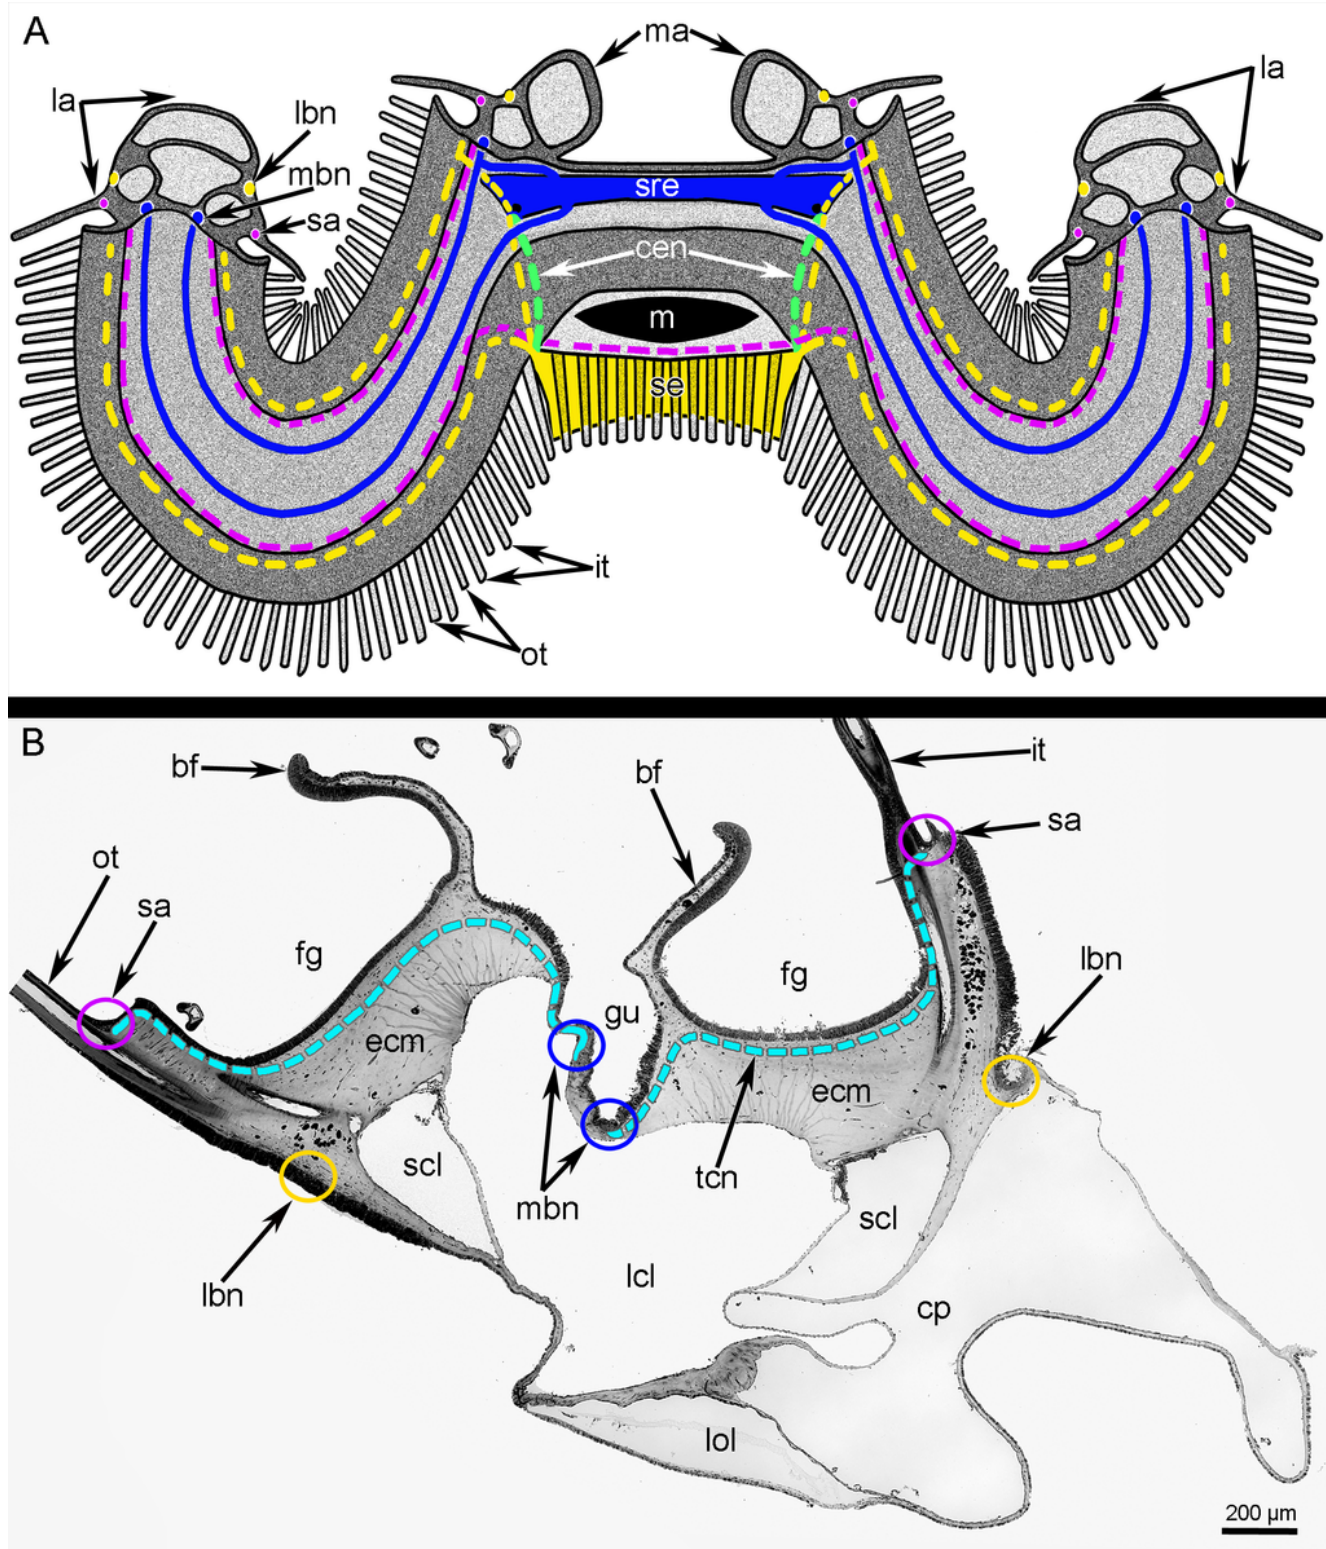 A
ma
la
la
lbn
mbn
sre
sa
cen
m
se
it
ot
B
bf
bf
it
sa
ot
sa
fg
fg
lbn
gu
ecm
ecm
scl
tcn
mbn
scl
lbn
lcl
cp
lol
200 µm